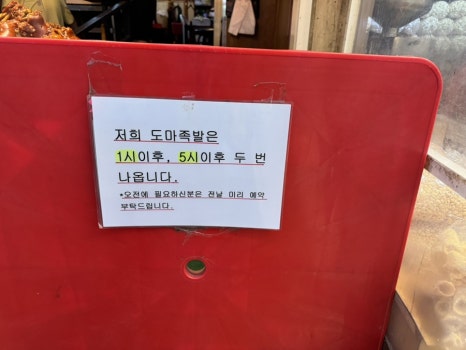 저희 도마족발은
1시이후, 5시이후 두 번
나옵니다.
*오전에 필요하신분은 전날 미리 예약
부탁드립니다.